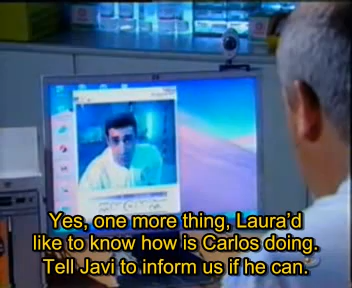 Yes, one more thing, Laura'd
like to know how is Carlos doing.
Tell Javi to inform us if he can.